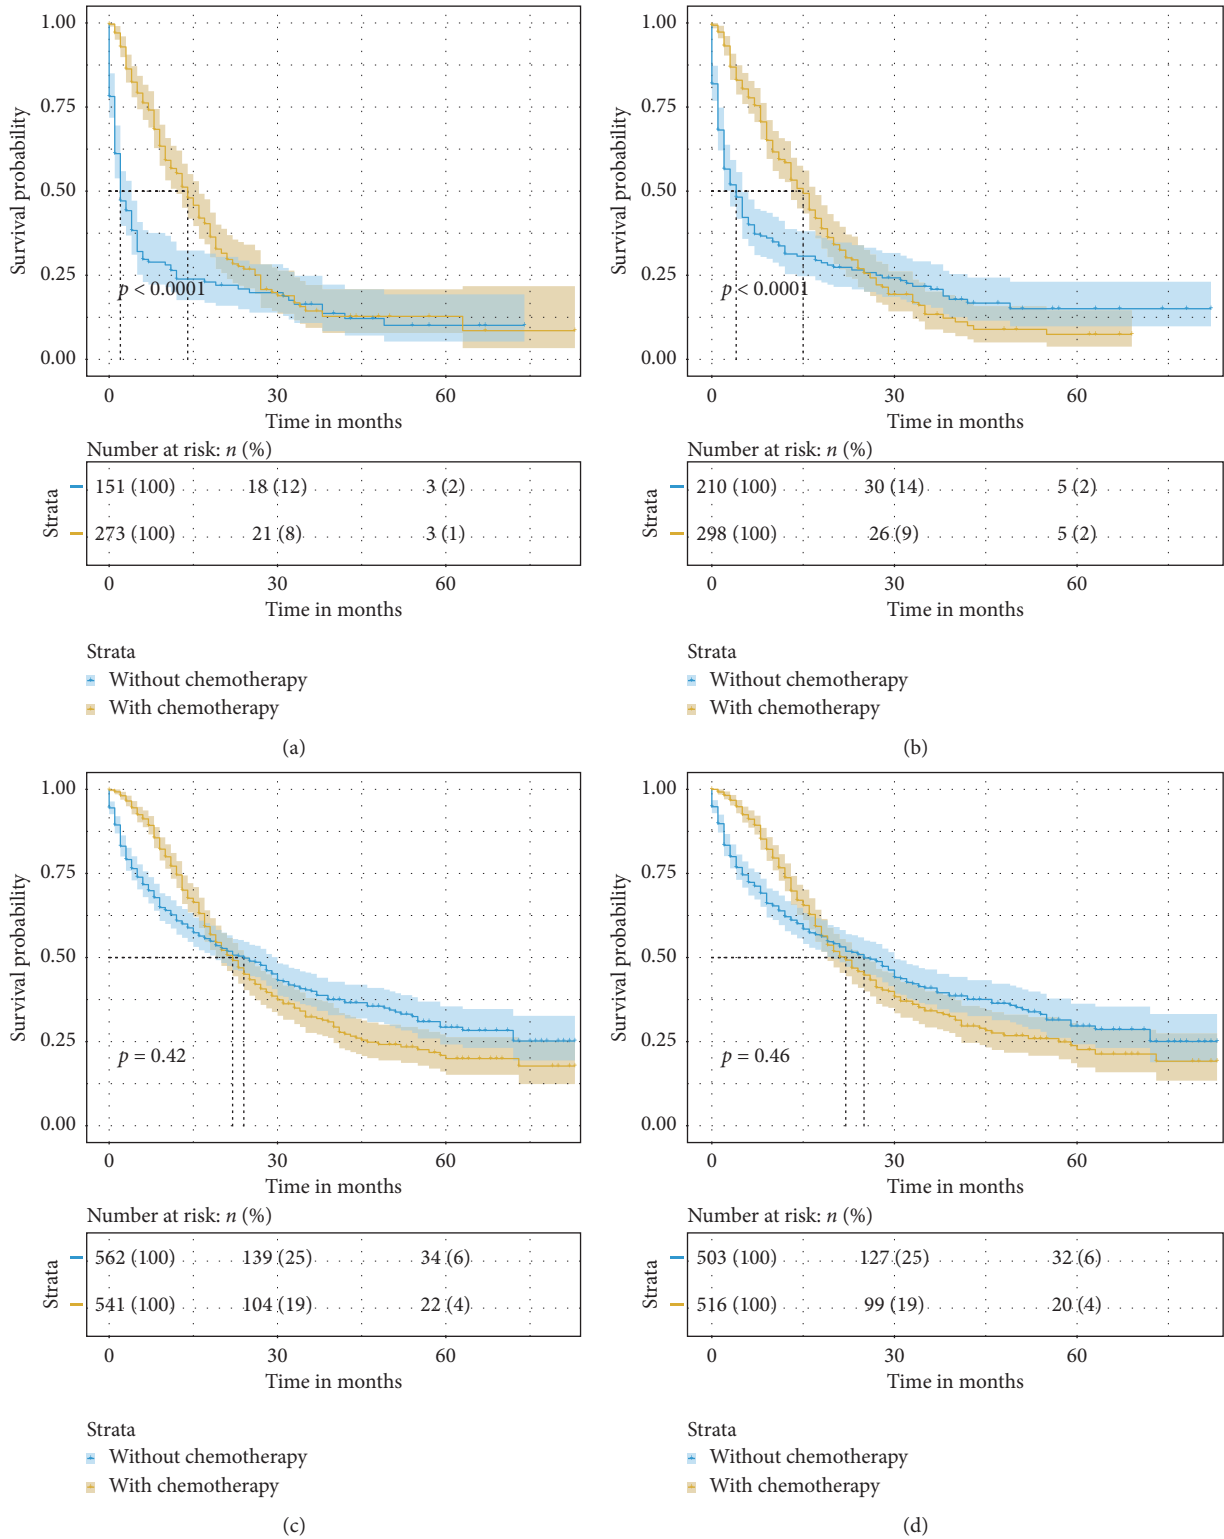 1.00
0.75
0.50
0.25
0.00
Survival probability
p < 0.0001
0 30 60
Time in months
Number at risk: n (%)
Strata
151 (100) 18 (12) 3 (2)
273 (100) 21 (8) 3 (1)
0 30 60
Time in months
Strata
Without chemotherapy
With chemotherapy
(a)
1.00
0.75
0.50
0.25
0.00
Survival probability
p < 0.0001
0 30 60
Time in months
Number at risk: n (%)
Strata
210 (100) 30 (14) 5 (2)
298 (100) 26 (9) 5 (2)
0 30 60
Time in months
Strata
Without chemotherapy
With chemotherapy
(b)
1.00
0.75
0.50
0.25
0.00
Survival probability
p = 0.42
0 30 60
Time in months
Number at risk: n (%)
Strata
562 (100) 139 (25) 34 (6)
541 (100) 104 (19) 22 (4)
0 30 60
Time in months
Strata
Without chemotherapy
With chemotherapy
(c)
1.00
0.75
0.50
0.25
0.00
Survival probability
p = 0.46
0 30 60
Time in months
Number at risk: n (%)
Strata
503 (100) 127 (25) 32 (6)
516 (100) 99 (19) 20 (4)
0 30 60
Time in months
Strata
Without chemotherapy
With chemotherapy
(d)